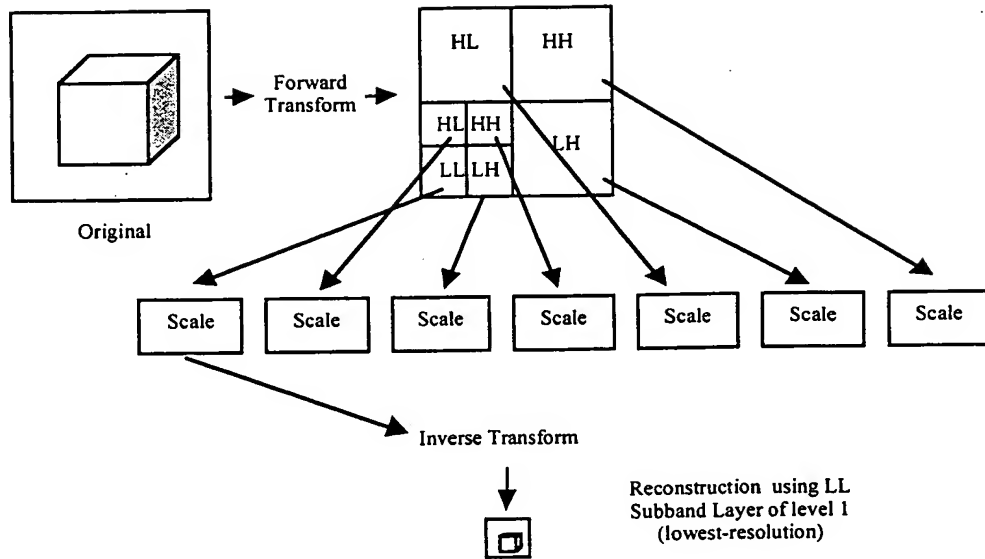 HL HH
Forward
Transform
HL HH
LH
LL LH
Original
Scale Scale Scale Scale Scale Scale Scale
Inverse Transform
Reconstruction using LL
Subband Layer of level 1
(lowest-resolution)